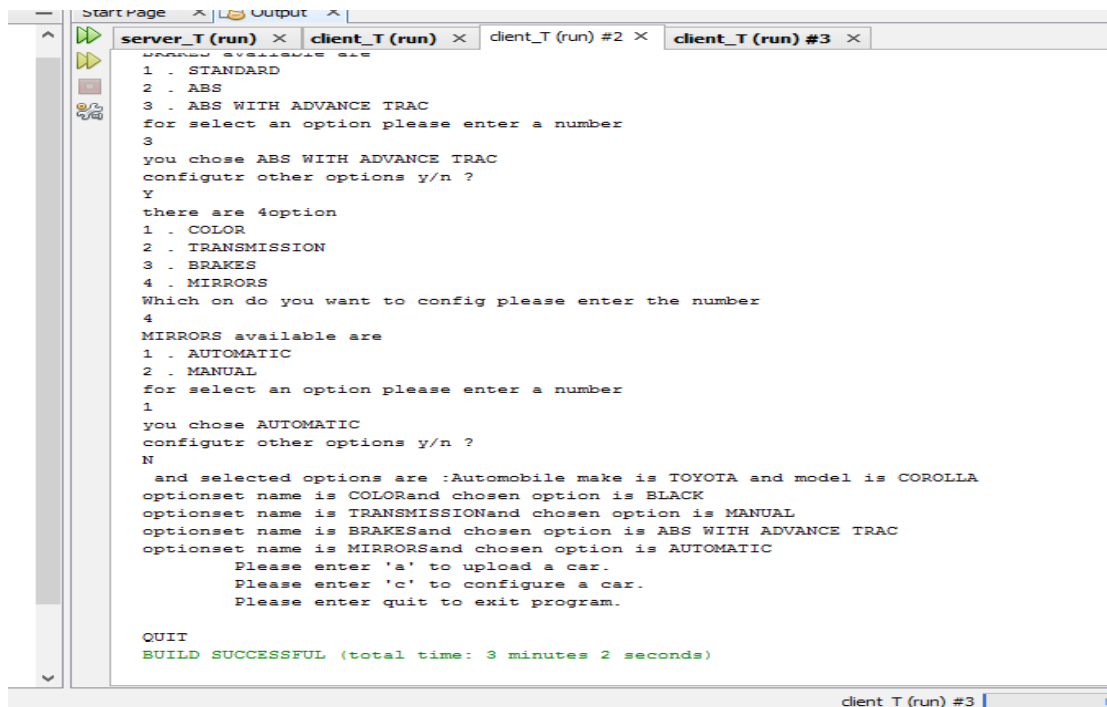 Start Page Output
server_T (run) client_T (run) client_T (run) #2 client_T (run) #3
BRAKES available are
1 . STANDARD
2 . ABS
3 . ABS WITH ADVANCE TRAC
for select an option please enter a number
3
you chose ABS WITH ADVANCE TRAC
configutr other options y/n ?
Y
there are 4option
1 . COLOR
2 . TRANSMISSION
3 . BRAKES
4 . MIRRORS
Which on do you want to config please enter the number
4
MIRRORS available are
1 . AUTOMATIC
2 . MANUAL
for select an option please enter a number
1
you chose AUTOMATIC
configutr other options y/n ?
N
and selected options are :Automobile make is TOYOTA and model is COROLLA
optionset name is COLORand chosen option is BLACK
optionset name is TRANSMISSIONand chosen option is MANUAL
optionset name is BRAKESand chosen option is ABS WITH ADVANCE TRAC
optionset name is MIRRORSand chosen option is AUTOMATIC
Please enter 'a' to upload a car.
Please enter 'c' to configure a car.
Please enter quit to exit program.
QUIT
BUILD SUCCESSFUL (total time: 3 minutes 2 seconds)
client_T (run) #3